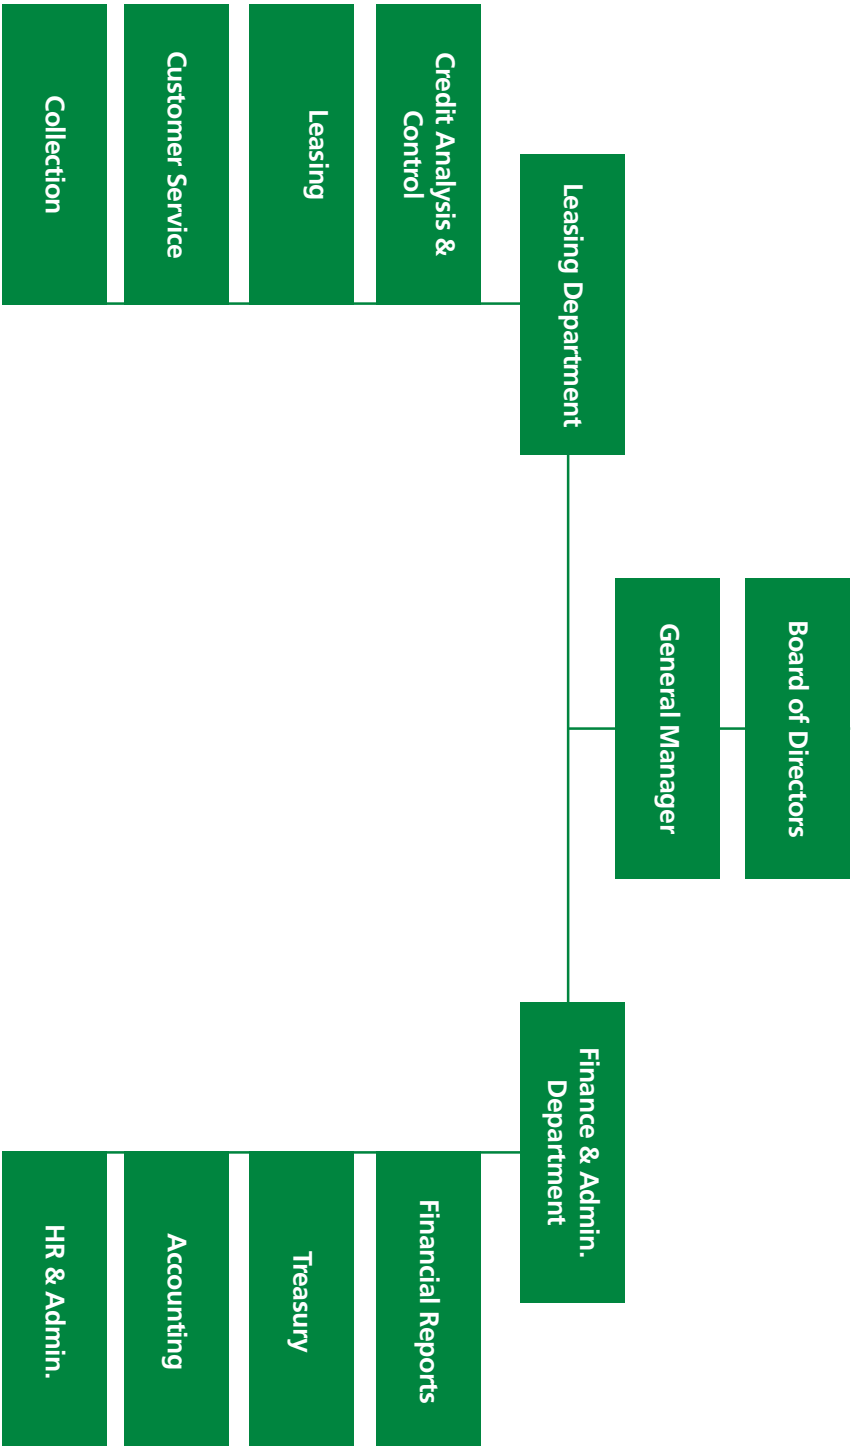 Board of Directors
General Manager
Leasing Department
Finance & Admin.
Department
Credit Analysis &
Control
Financial Reports
Leasing
Treasury
Customer Service
Accounting
Collection
HR & Admin.